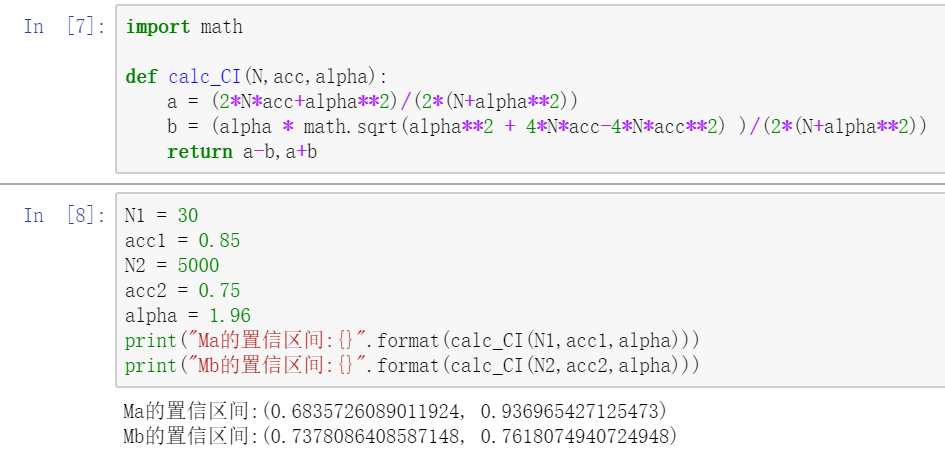 In [7]: import math
def calc_CI(N,acc,alpha):
    a = (2*N*acc+alpha**2)/(2*(N+alpha**2))
    b = (alpha * math.sqrt(alpha**2 + 4*N*acc-4*N*acc**2) )/(2*(N+alpha**2))
    return a-b,a+b
In [8]: N1 = 30
acc1 = 0.85
N2 = 5000
acc2 = 0.75
alpha = 1.96
print("Ma的置信区间:{}".format(calc_CI(N1,acc1,alpha)))
print("Mb的置信区间:{}".format(calc_CI(N2,acc2,alpha)))
Ma的置信区间:(0.6835726089011924, 0.936965427125473)
Mb的置信区间:(0.7378086408587148, 0.7618074940724948)